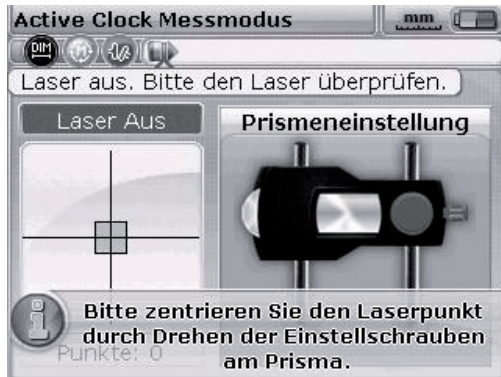 Active Clock Messmodus
mm
DIM
Laser aus. Bitte den Laser überprüfen.
Laser Aus
Prismeneinstellung
Bitte zentrieren Sie den Laserpunkt
durch Drehen der Einstellschrauben
am Prisma.
Punkte: 0